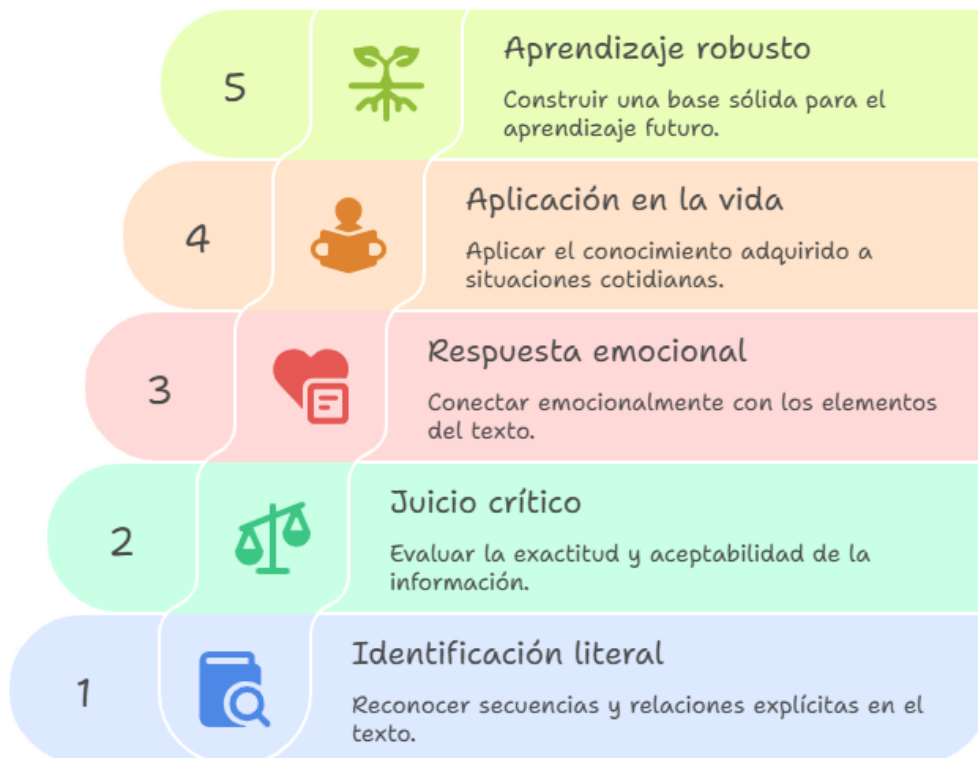 5
Aprendizaje robusto
Construir una base sólida para el
aprendizaje futuro.
4
Aplicación en la vida
Aplicar el conocimiento adquirido a
situaciones cotidianas.
3
Respuesta emocional
Conectar emocionalmente con los elementos
del texto.
2
Juicio crítico
Evaluar la exactitud y aceptabilidad de la
información.
1
Identificación literal
Reconocer secuencias y relaciones explícitas en el
texto.